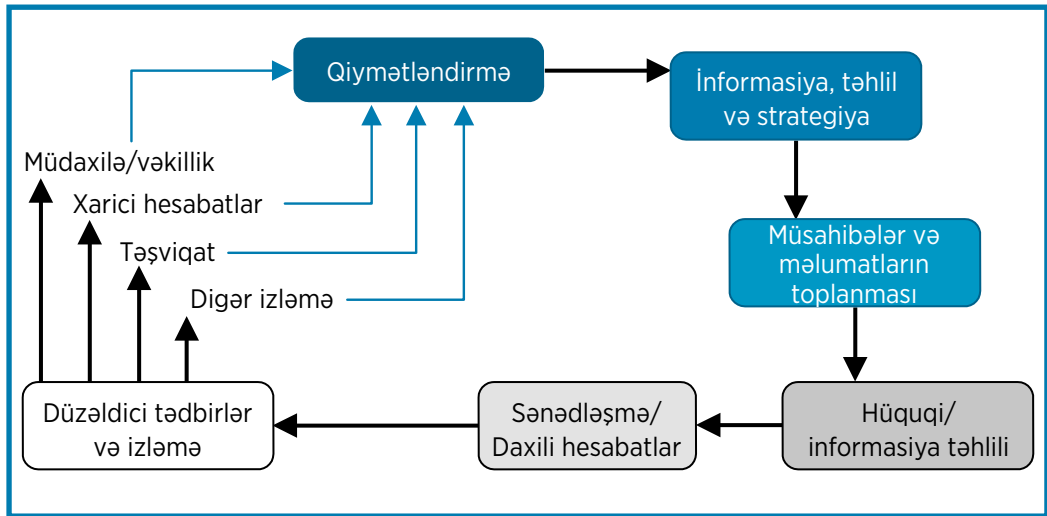 Qiymətləndirmə
İnformasiya, təhlil
və strategiya
Müdaxilə/vəkillik
Xarici hesabatlar
Təşviqat
Digər izləmə
Müsahibələr və
məlumatların
toplanması
Düzəldici tədbirlər
və izləmə
Sənədləşmə/
Daxili hesabatlar
Hüquqi/
informasiya təhlili